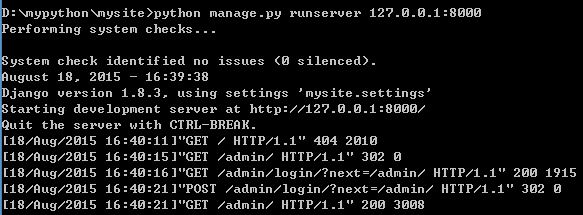 D:\mypython\mysite>python manage.py runserver 127.0.0.1:8000
Performing system checks...
System check identified no issues (0 silenced).
August 18, 2015 - 16:39:38
Django version 1.8.3, using settings 'mysite.settings'
Starting development server at http://127.0.0.1:8000/
Quit the server with CTRL-BREAK.
[18/Aug/2015 16:40:11]"GET / HTTP/1.1" 404 2010
[18/Aug/2015 16:40:15]"GET /admin/ HTTP/1.1" 302 0
[18/Aug/2015 16:40:16]"GET /admin/login/?next=/admin/ HTTP/1.1" 200 1915
[18/Aug/2015 16:40:21]"POST /admin/login/?next=/admin/ HTTP/1.1" 302 0
[18/Aug/2015 16:40:21]"GET /admin/ HTTP/1.1" 200 3008